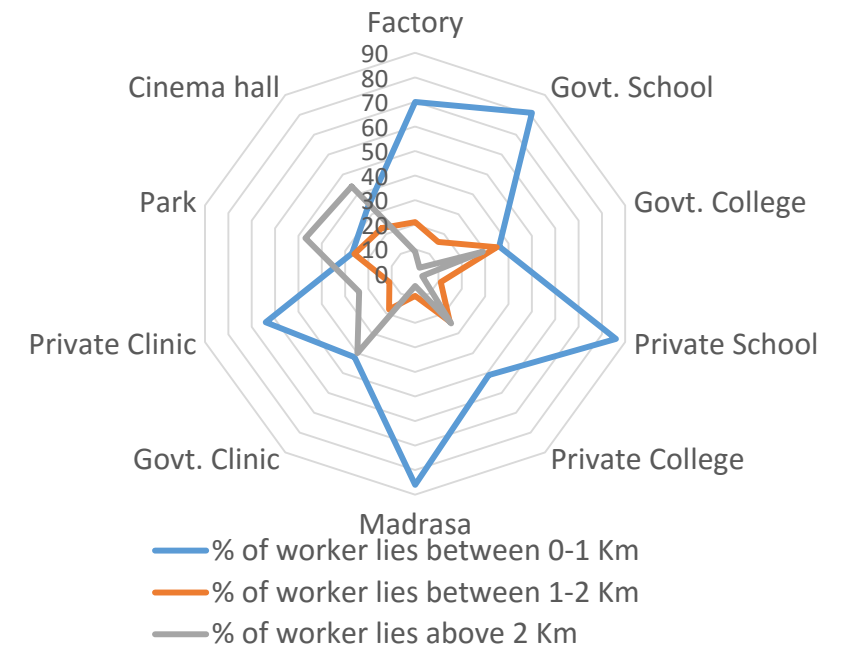 Factory
90
80
70
60
50
40
30
20
10
0
Govt. School
Govt. College
Private School
Private College
Madrasa
Govt. Clinic
Private Clinic
Park
Cinema hall
% of worker lies between 0-1 Km
% of worker lies between 1-2 Km
% of worker lies above 2 Km